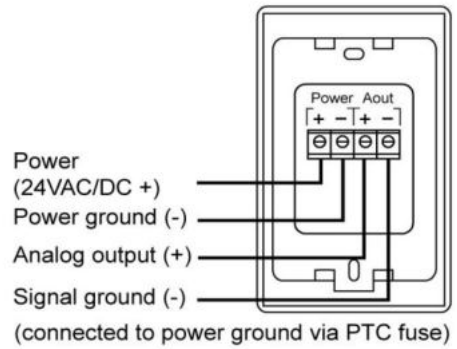 Power Aout
+ − + −
Power
(24VAC/DC +)
Power ground (-)
Analog output (+)
Signal ground (-)
(connected to power ground via PTC fuse)